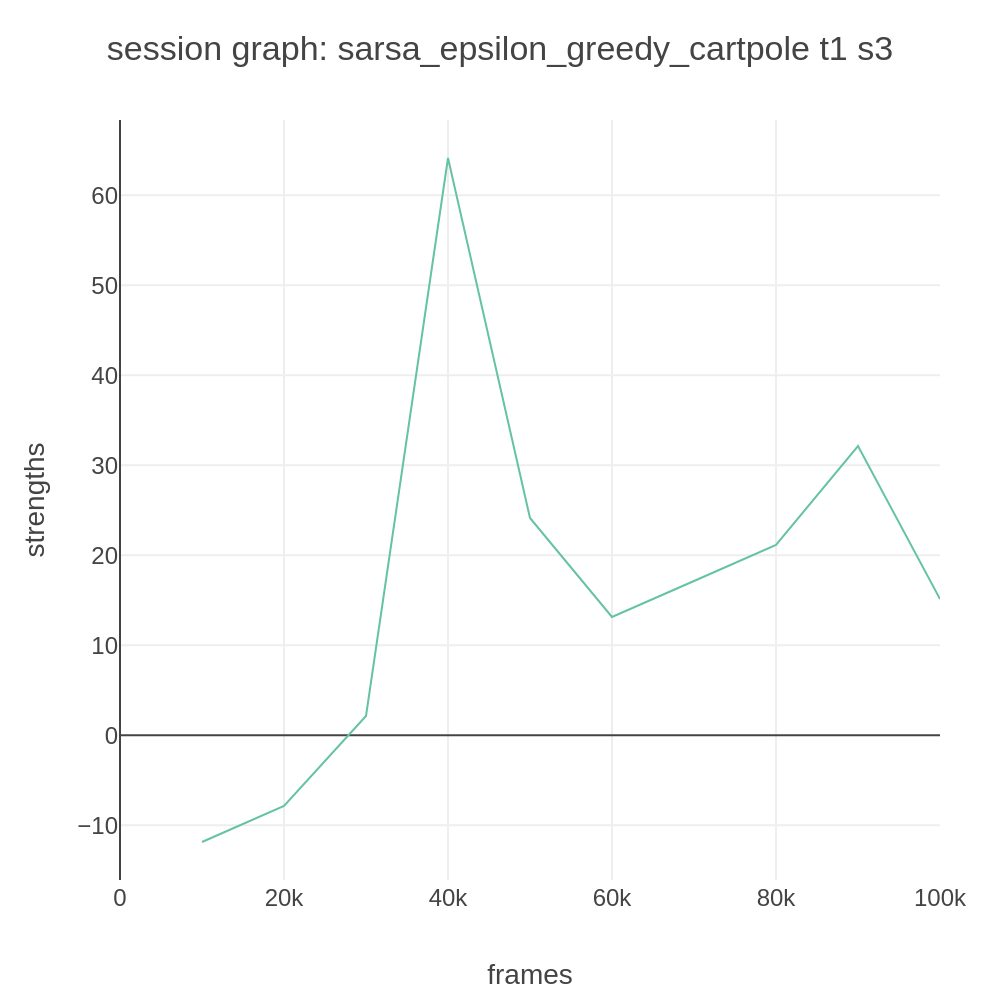 session graph: sarsa_epsilon_greedy_cartpole t1 s3
60
50
40
30
20
10
0
−10
strengths
0
20k
40k
60k
80k
100k
frames